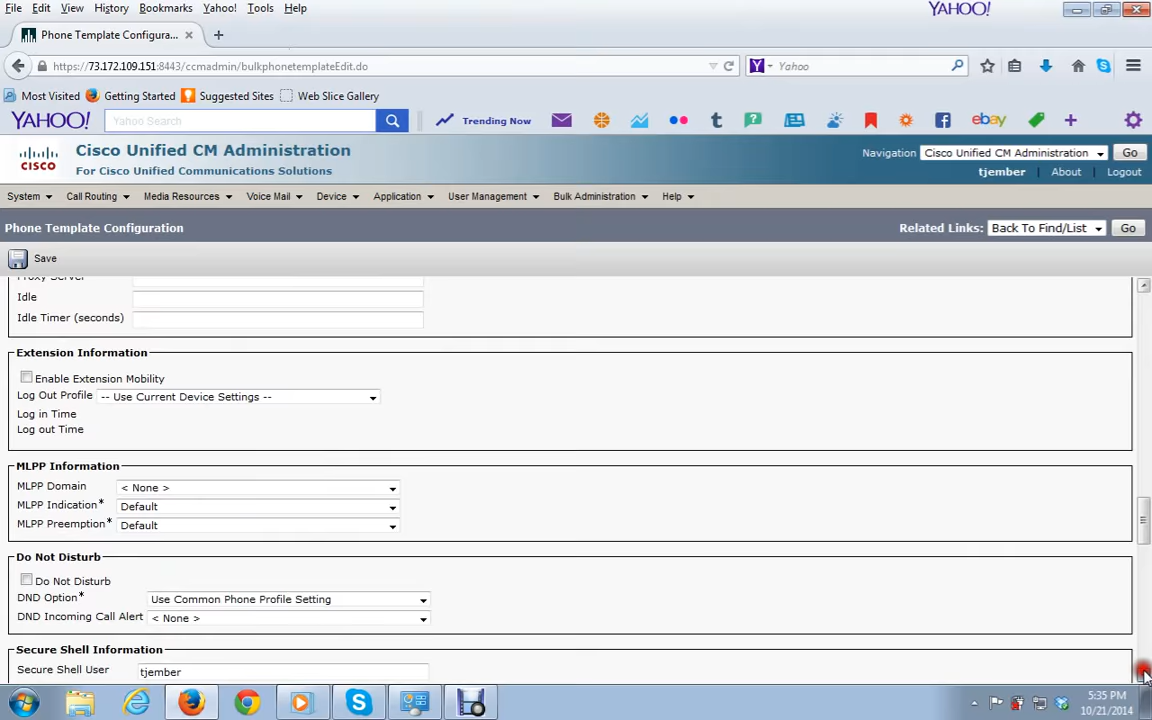 File Edit View History Bookmarks Yahoo! Tools Help
YAHOO!
Phone Template Configura... × +
https://73.172.109.151:8443/ccmadmin/bulkphonetemplateEdit.do
Yahoo
Most Visited Getting Started Suggested Sites Web Slice Gallery
YAHOO! Yahoo Search Trending Now ebay
Cisco Unified CM Administration
Navigation Cisco Unified CM Administration Go
CISCO For Cisco Unified Communications Solutions
tjember About Logout
System Call Routing Media Resources Voice Mail Device Application User Management Bulk Administration Help
Phone Template Configuration
Related Links: Back To Find/List Go
Save
Proxy Server
Idle
Idle Timer (seconds)
Extension Information
Enable Extension Mobility
Log Out Profile -- Use Current Device Settings --
Log in Time
Log out Time
MLPP Information
MLPP Domain < None >
MLPP Indication* Default
MLPP Preemption* Default
Do Not Disturb
Do Not Disturb
DND Option* Use Common Phone Profile Setting
DND Incoming Call Alert < None >
Secure Shell Information
Secure Shell User tjember
5:35 PM
10/21/2014